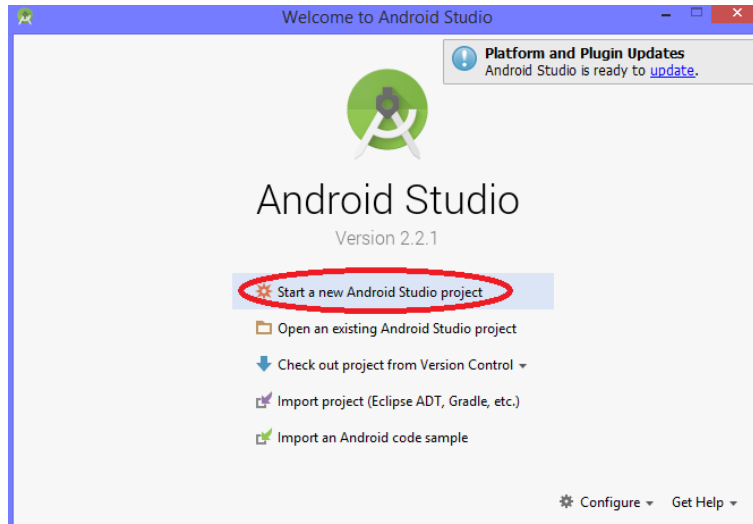 Welcome to Android Studio
Platform and Plugin Updates
Android Studio is ready to update.
Android Studio
Version 2.2.1
Start a new Android Studio project
Open an existing Android Studio project
Check out project from Version Control
Import project (Eclipse ADT, Gradle, etc.)
Import an Android code sample
Configure Get Help